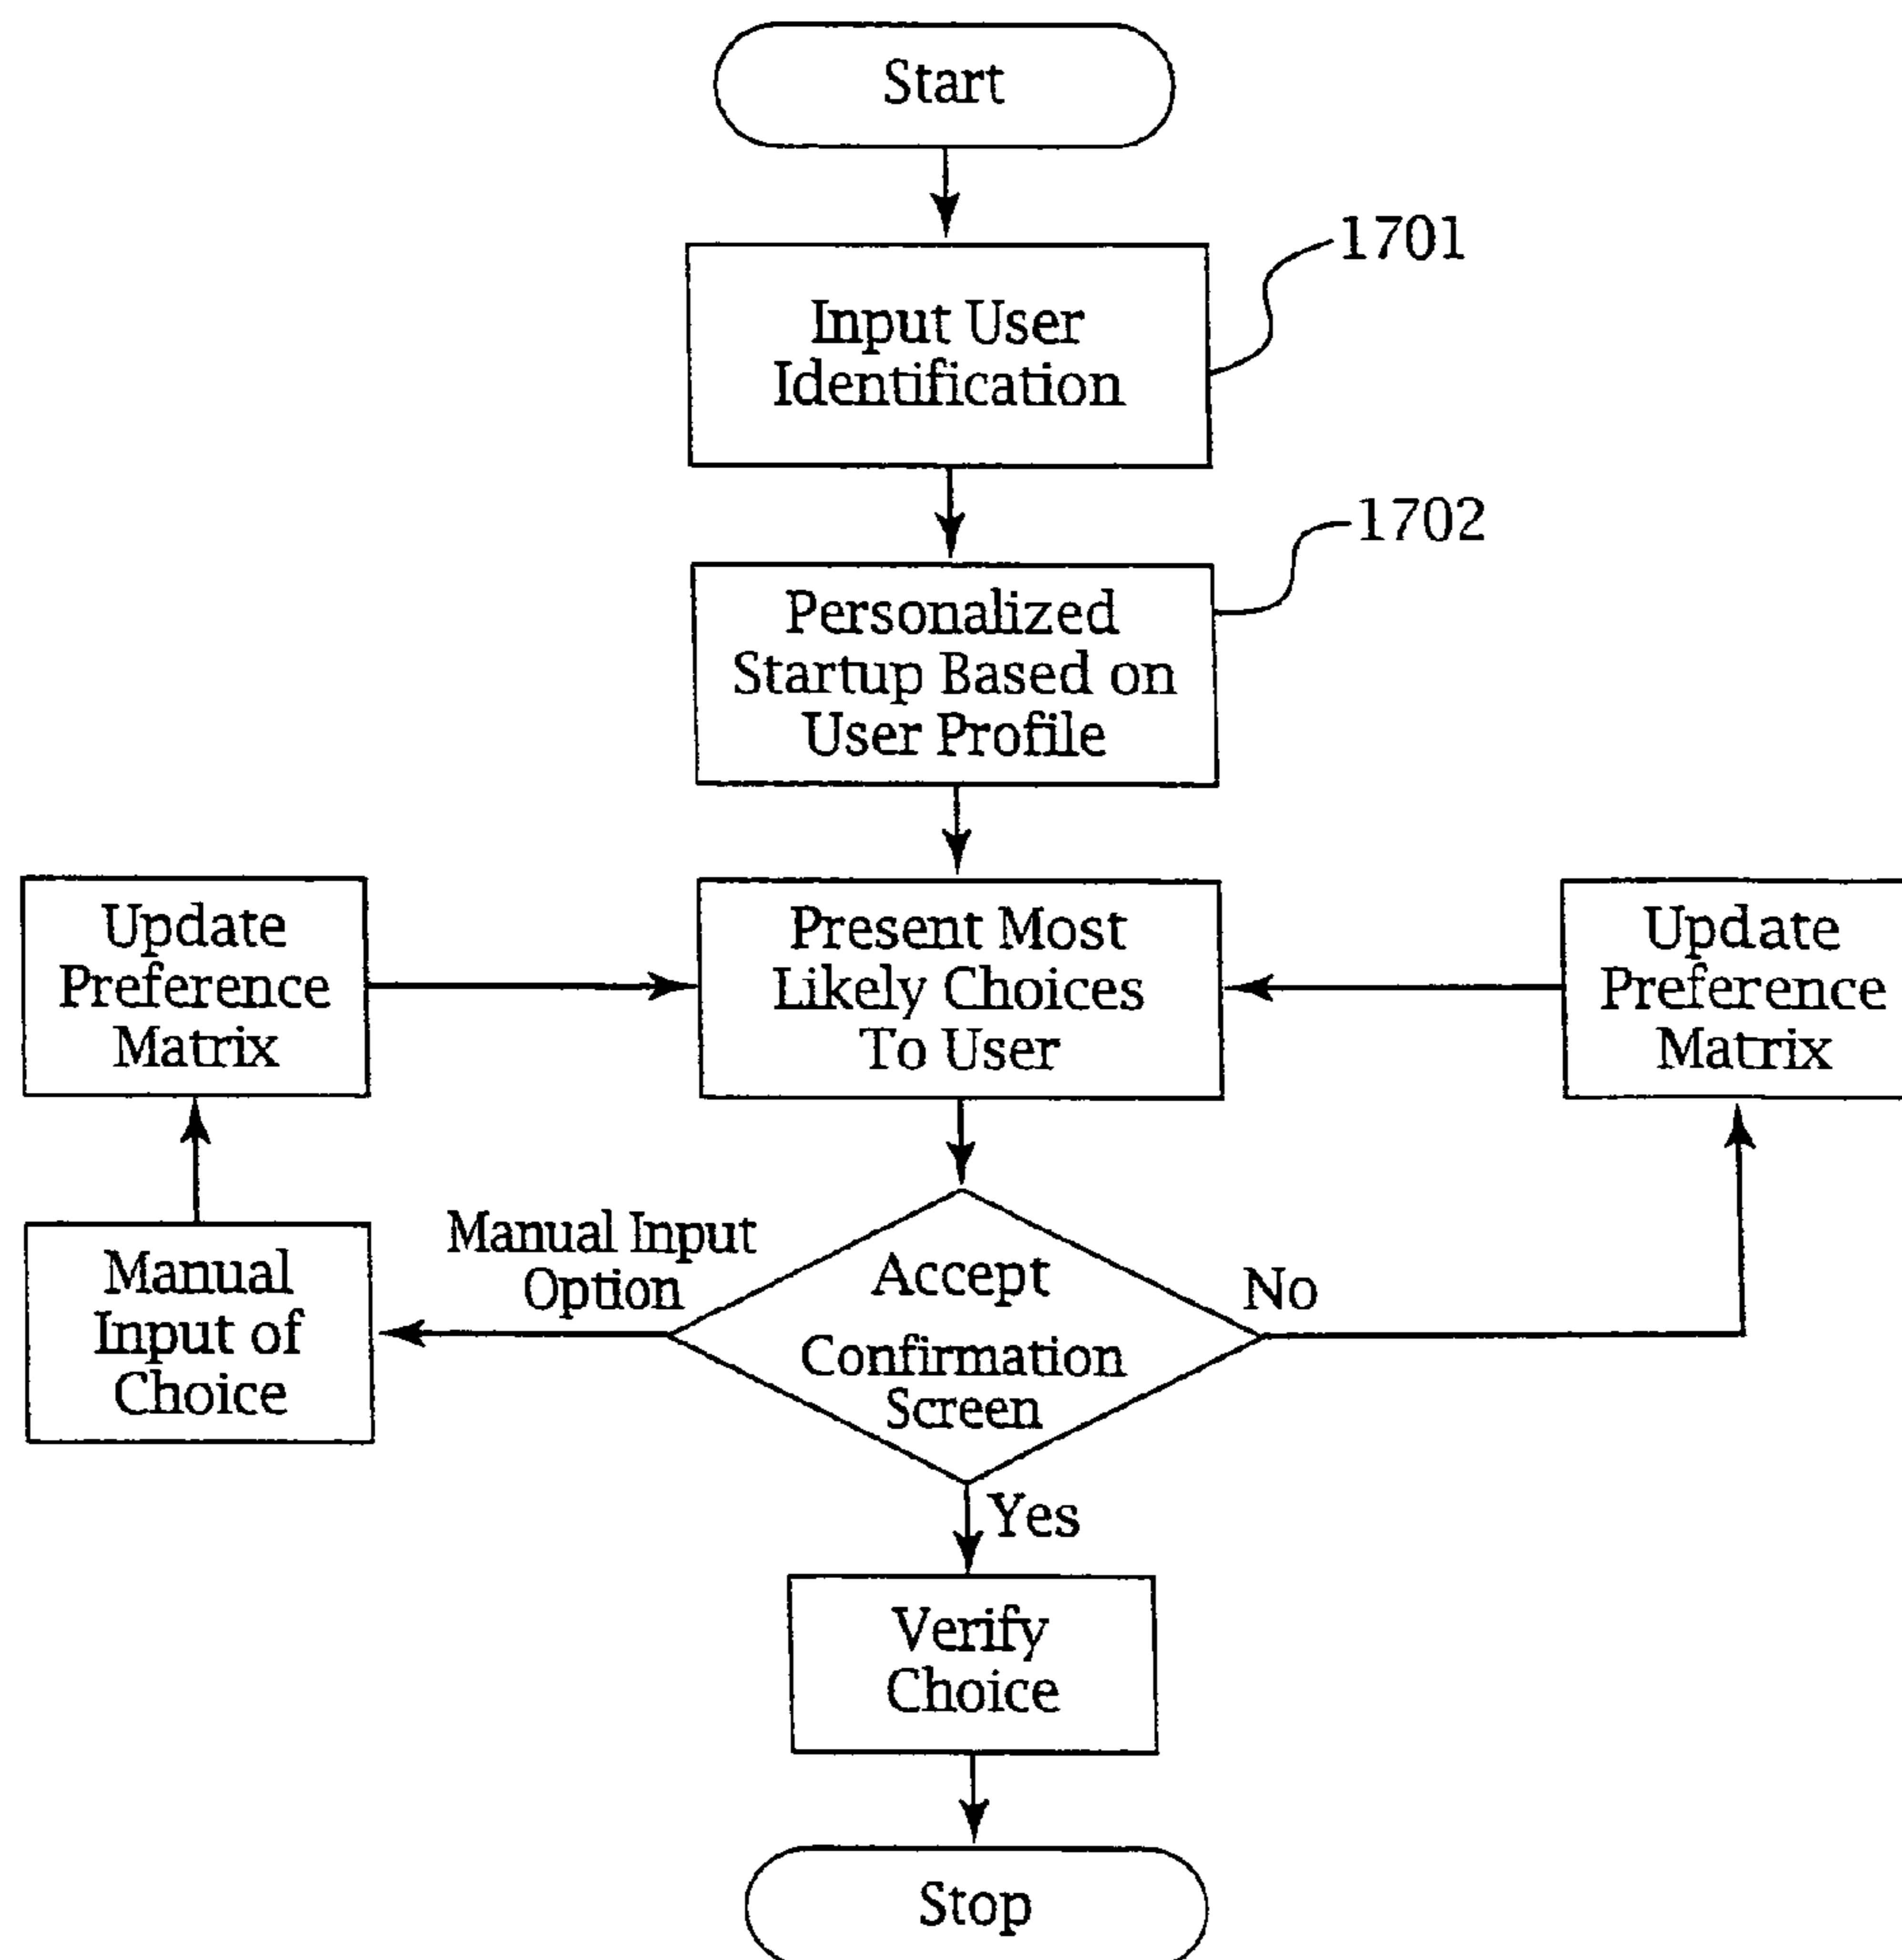 Start
1701
Input User
Identification
1702
Personalized
Startup Based on
User Profile
Update
Preference
Matrix
Present Most
Likely Choices
To User
Update
Preference
Matrix
Manual
Input of
Choice
Manual Input
Option
Accept
Confirmation
Screen
No
Yes
Verify
Choice
Stop